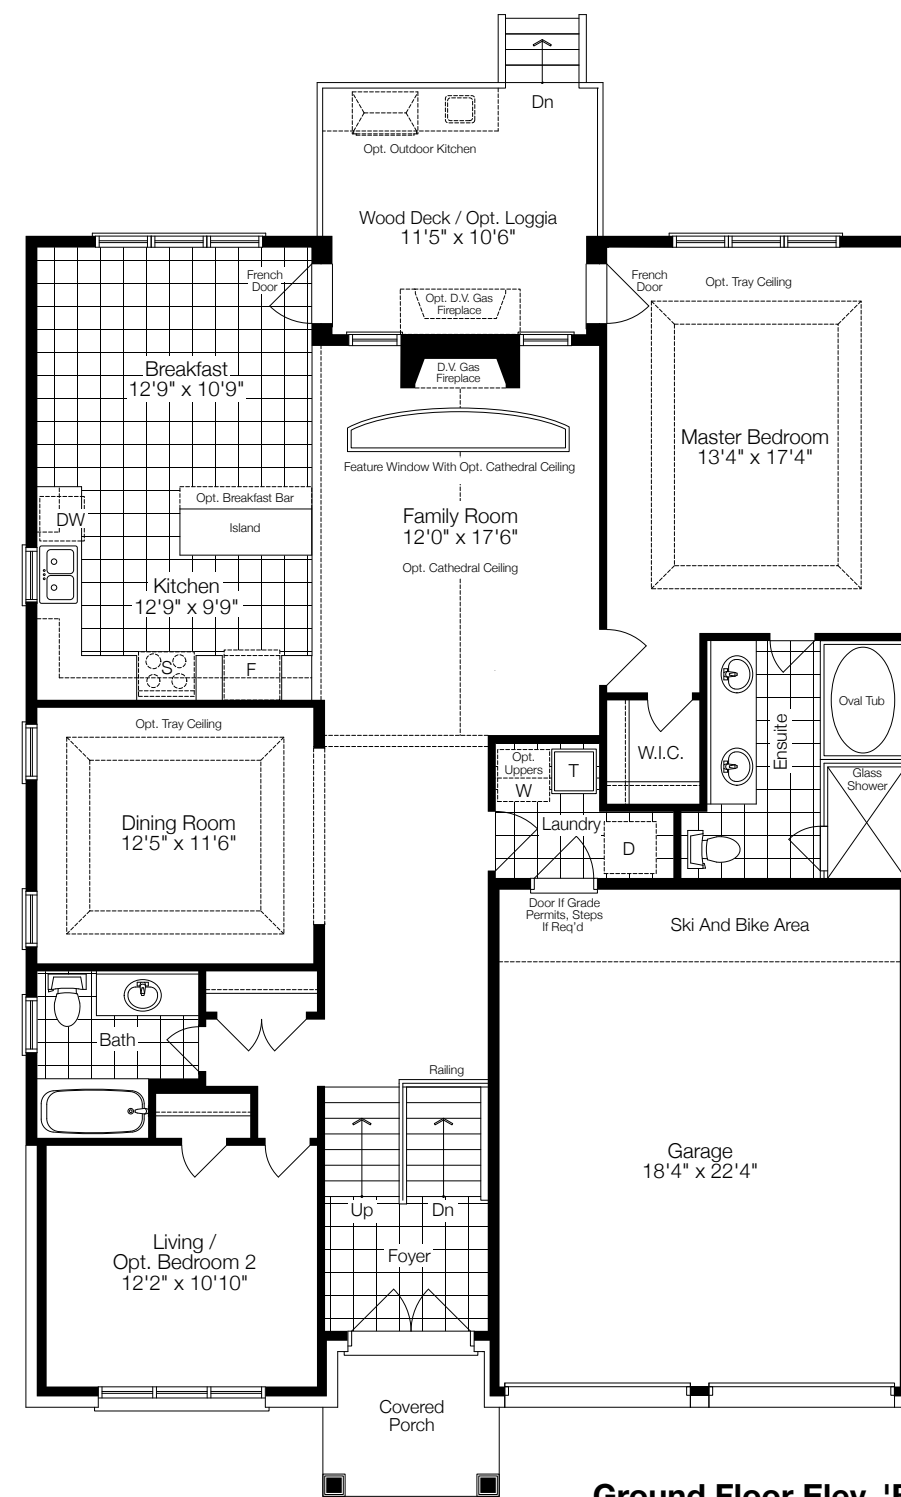 Dn
Opt. Outdoor Kitchen
Wood Deck / Opt. Loggia
11'5" x 10'6"
French
Door
Opt. D.V. Gas
Fireplace
French
Door
Opt. Tray Ceiling
Breakfast
12'9" x 10'9"
D.V. Gas
Fireplace
Master Bedroom
13'4" x 17'4"
Feature Window With Opt. Cathedral Ceiling
Opt. Breakfast Bar
Island
DW
Family Room
12'0" x 17'6"
Opt. Cathedral Ceiling
Kitchen
12'9" x 9'9"
S
F
Oval Tub
Ensuite
Opt. Tray Ceiling
W.I.C.
Opt.
Uppers
W
T
Glass
Shower
Dining Room
12'5" x 11'6"
Laundry
D
Door If Grade
Permits, Steps
If Req'd
Ski And Bike Area
Bath
Railing
Garage
18'4" x 22'4"
Up
Dn
Foyer
Living /
Opt. Bedroom 2
12'2" x 10'10"
Covered
Porch
Ground Floor Elev. '